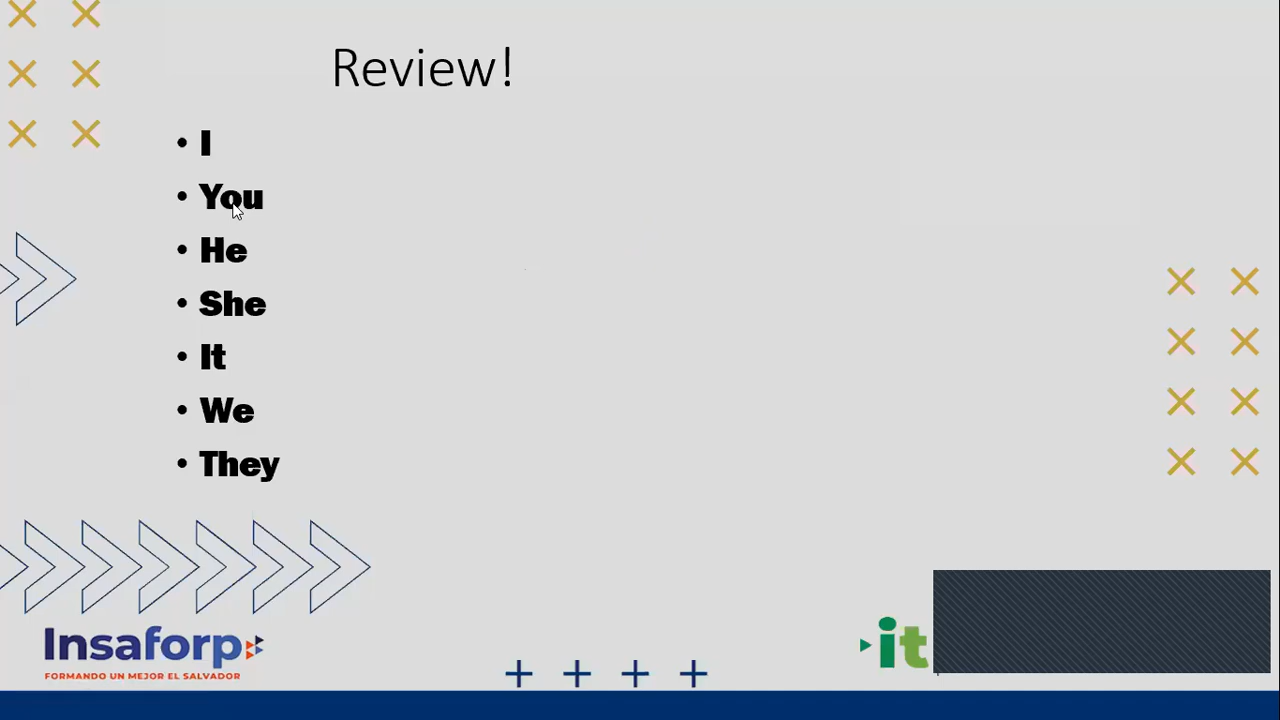 Review!
• I
• You
• He
• She
• It
• We
• They
Insaforp
FORMANDO UN MEJOR EL SALVADOR
it